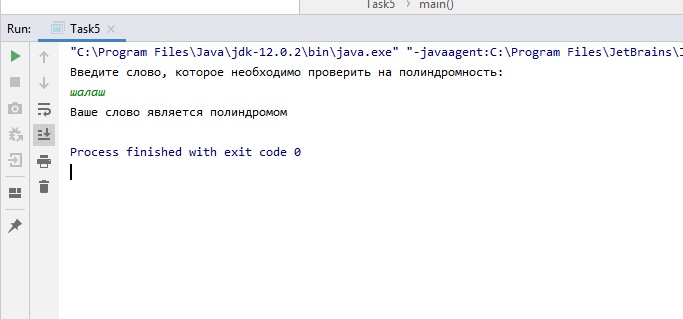 Task5 > main()
Run: Task5
"C:\Program Files\Java\jdk-12.0.2\bin\java.exe" "-javaagent:C:\Program Files\JetBrains\
Введите слово, которое необходимо проверить на полиндромность:
шалаш
Ваше слово является полиндромом
Process finished with exit code 0